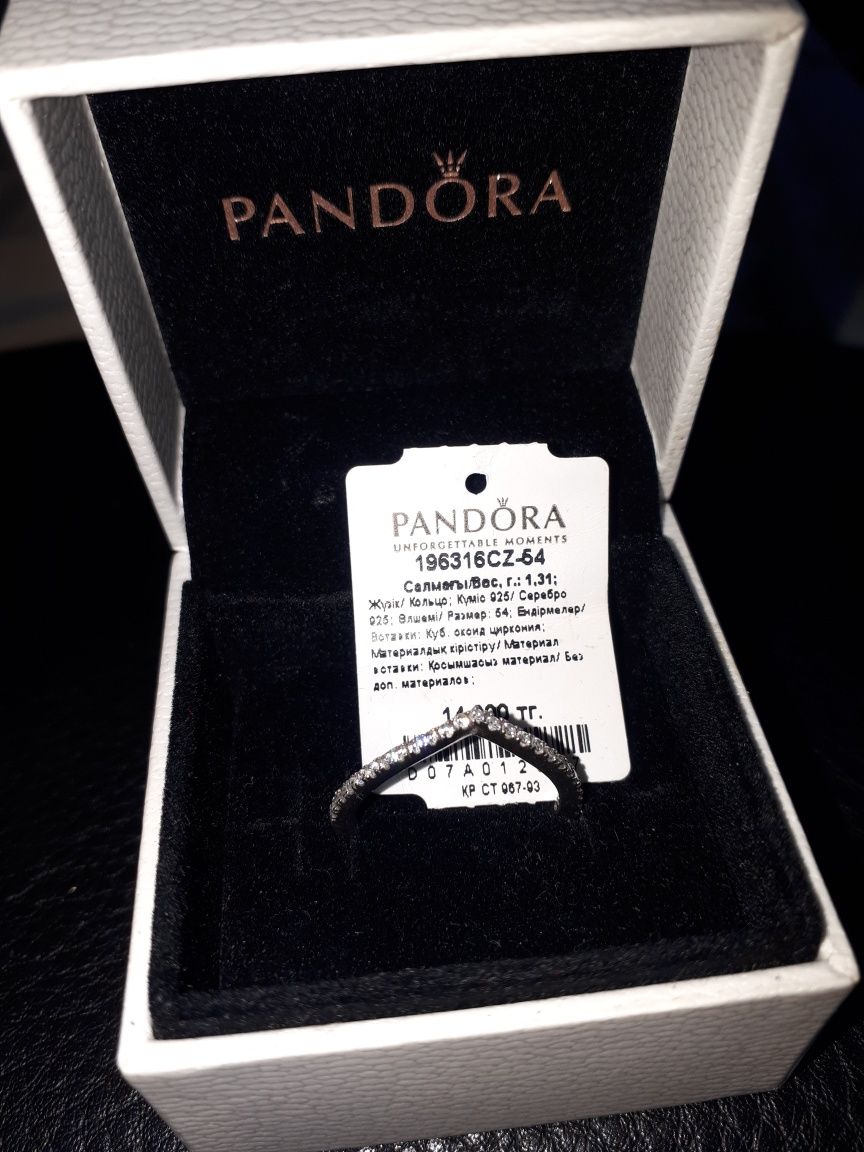 PANDORA
PANDORA
UNFORGETTABLE MOMENTS
196316CZ-54
Салмағы/Вес, г.: 1,31;
Жүзік/ Кольцо; Күміс 925/ Серебро
925; Өлшемі/ Размер: 54; Ендірмелер/
Вставки: Куб. оксид циркония;
Материалдық кірістіру/ Материал
вставки: Қосымшасыз материал/ Без
доп. материалов;
тг.
D07A012
КР СТ 967-93